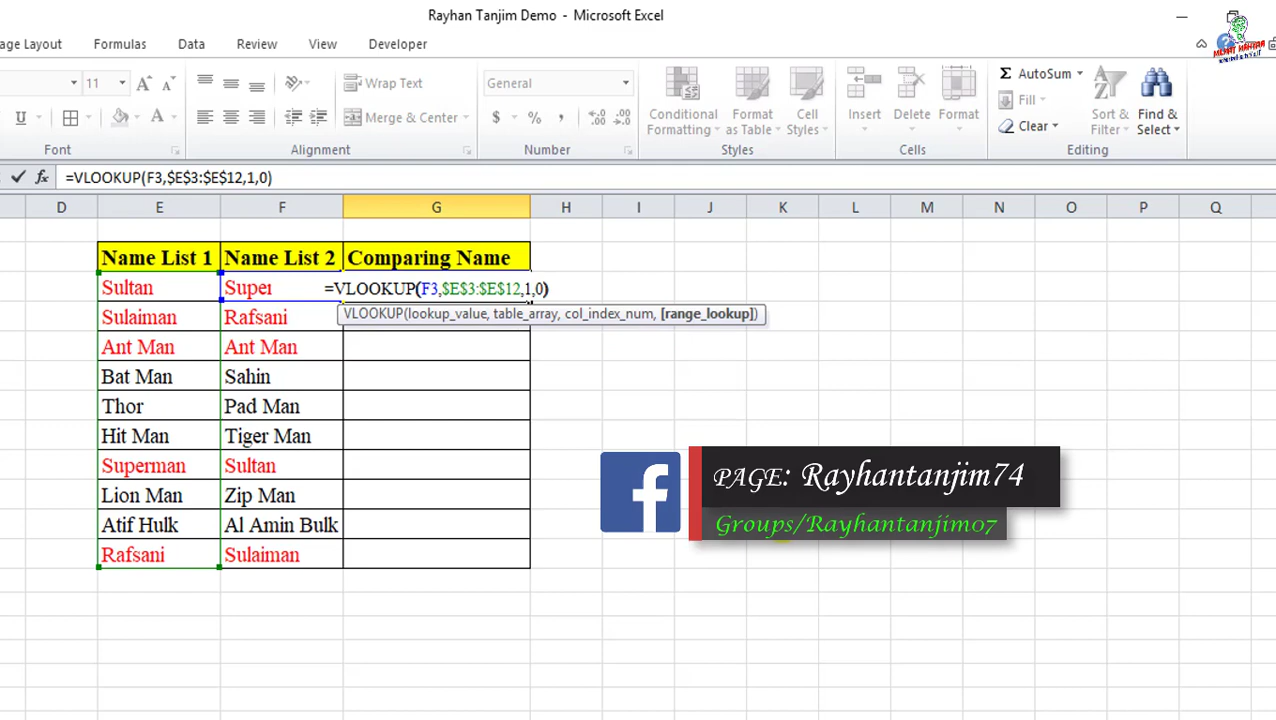 Rayhan Tanjim Demo - Microsoft Excel
age Layout Formulas Data Review View Developer
11 A A Wrap Text General AutoSum
Fill
U A Merge & Center $ % , Conditional Formatting Format as Table Cell Styles Insert Delete Format Clear Sort & Filter Find & Select
Font Alignment Number Styles Cells Editing
fx =VLOOKUP(F3,$E$3:$E$12,1,0)
D E F G H I J K L M N O P Q
Name List 1 Name List 2 Comparing Name
Sultan Super =VLOOKUP(F3,$E$3:$E$12,1,0)
VLOOKUP(lookup_value, table_array, col_index_num, [range_lookup])
Sulaiman Rafsani
Ant Man Ant Man
Bat Man Sahin
Thor Pad Man
Hit Man Tiger Man
Superman Sultan
Lion Man Zip Man
Atif Hulk Al Amin Bulk
Rafsani Sulaiman
f PAGE: Rayhantanjim74
Groups/Rayhantanjim07